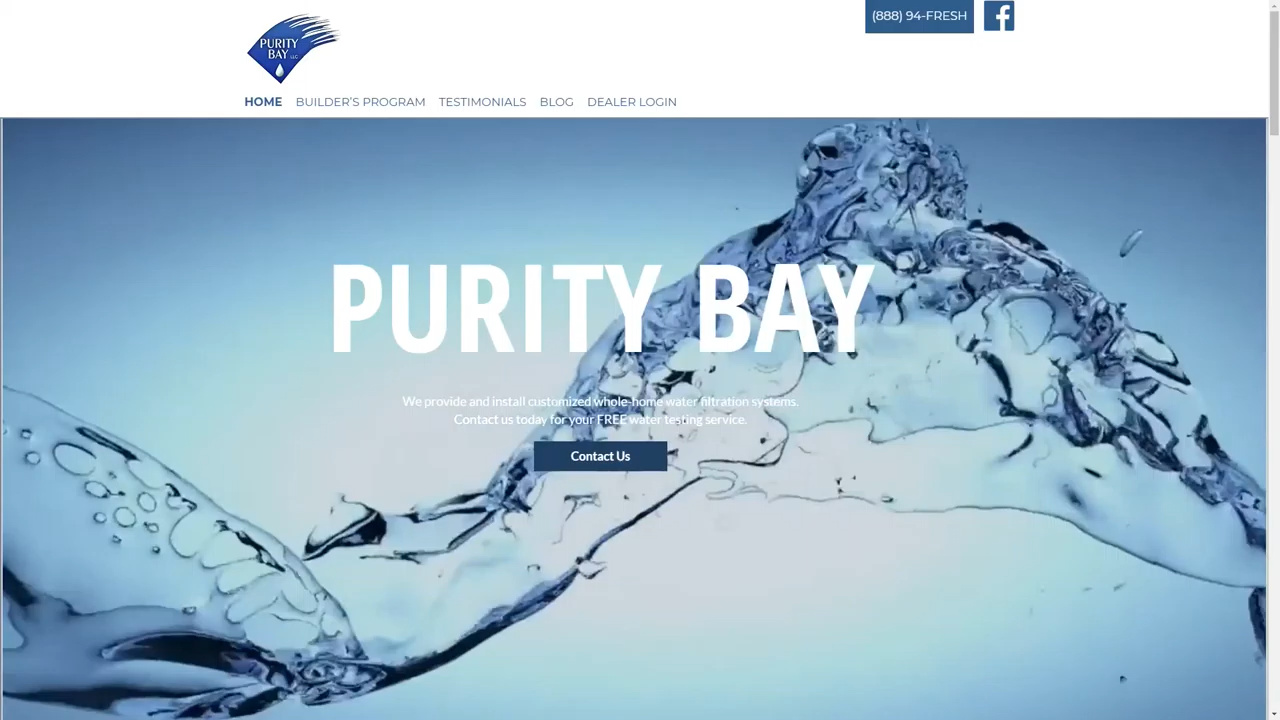 (888) 94-FRESH
PURITY
BAY LLC
HOME BUILDER'S PROGRAM TESTIMONIALS BLOG DEALER LOGIN
PURITY BAY
We provide and install customized whole-home water filtration systems.
Contact us today for your FREE water testing service.
Contact Us